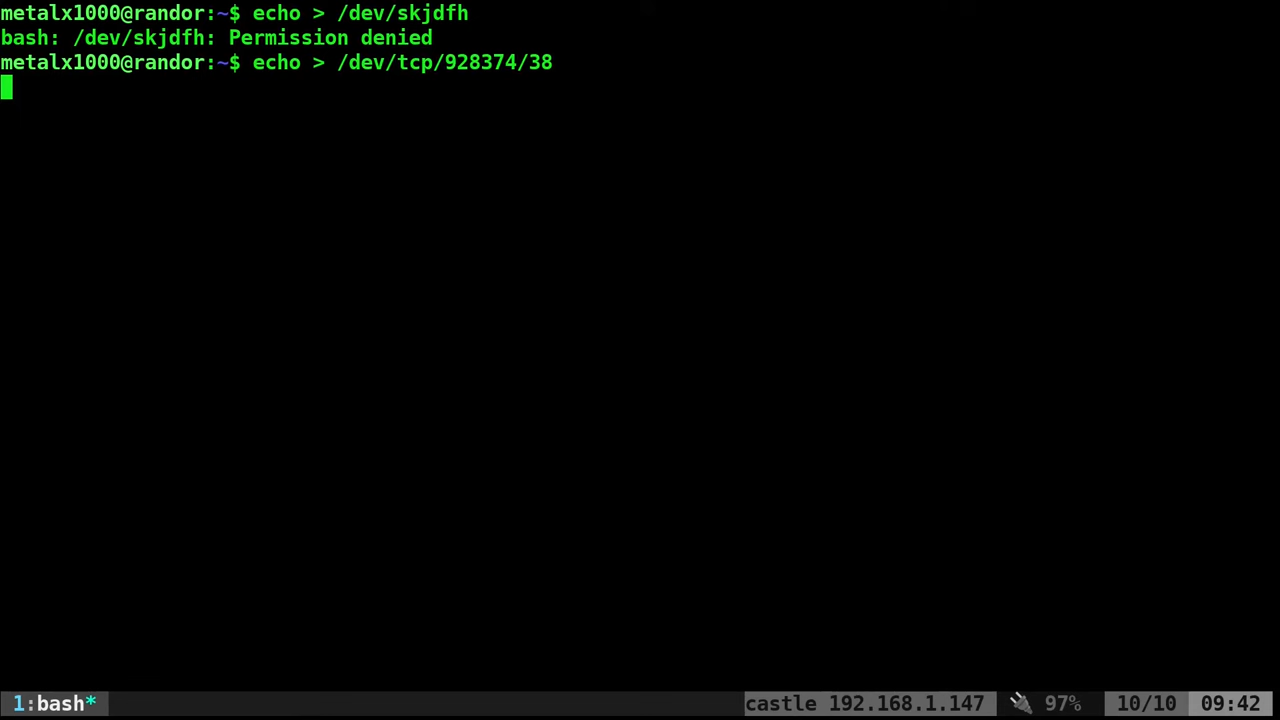 metalx1000@randor:~$ echo > /dev/skjdfh
bash: /dev/skjdfh: Permission denied
metalx1000@randor:~$ echo > /dev/tcp/928374/38
1:bash* castle 192.168.1.147 🔌 97% 10/10 09:42